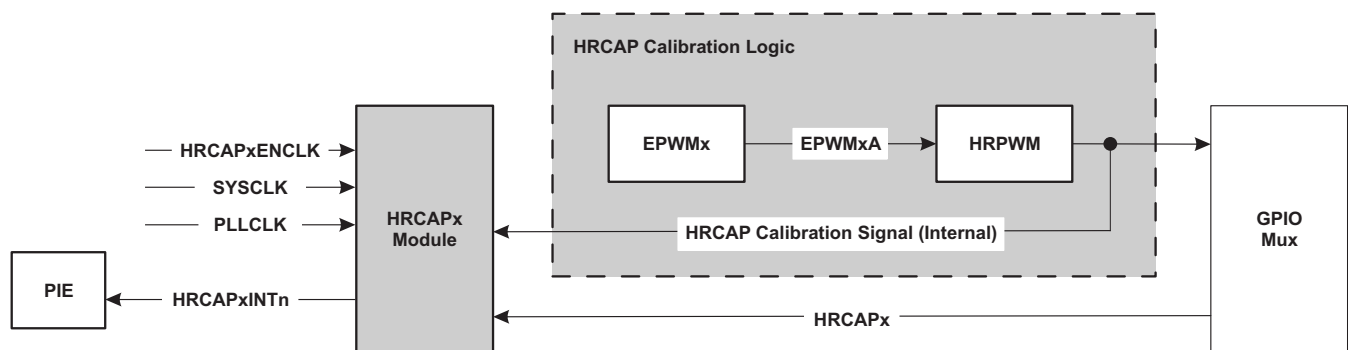 HRCAP Calibration Logic
EPWMx
EPWMxA
HRPWM
HRCAPxENCLK
SYSCLK
PLLCLK
HRCAPx
Module
HRCAP Calibration Signal (Internal)
GPIO
Mux
PIE
HRCAPxINTn
HRCAPx